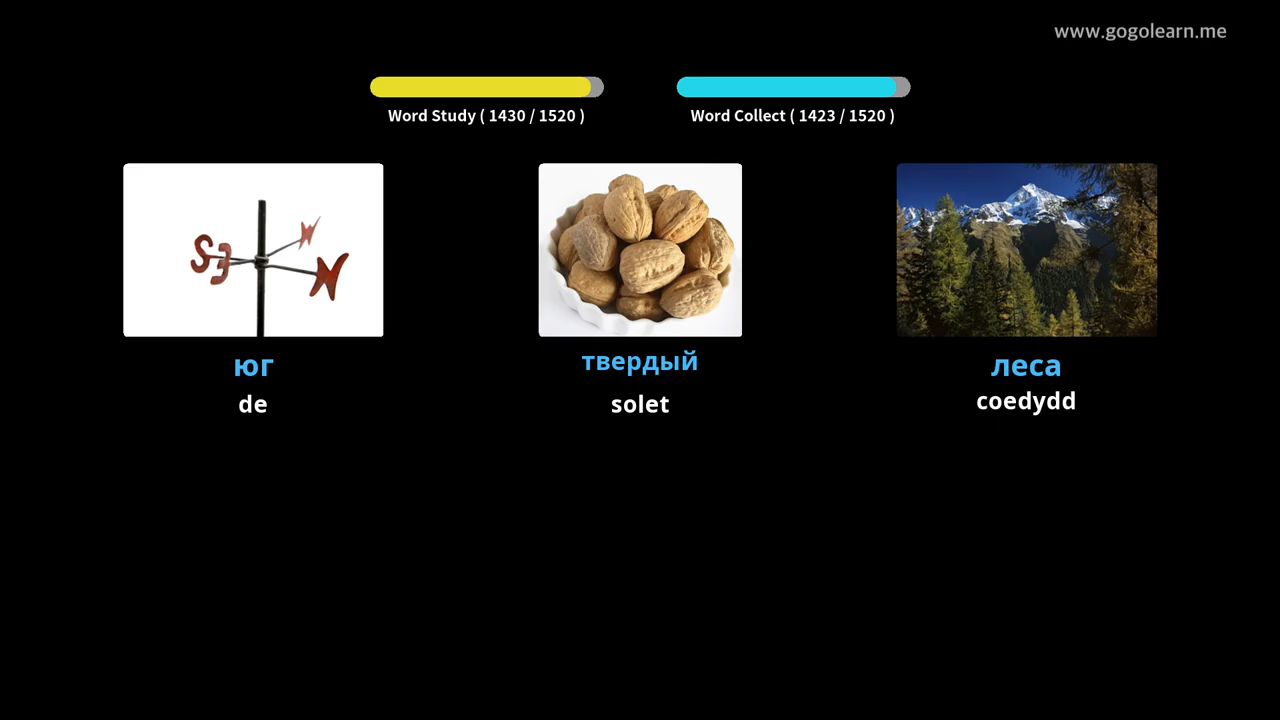 www.gogolearn.me
Word Study ( 1430 / 1520 )
Word Collect ( 1423 / 1520 )
юг
твердый
леса
de
solet
coedydd